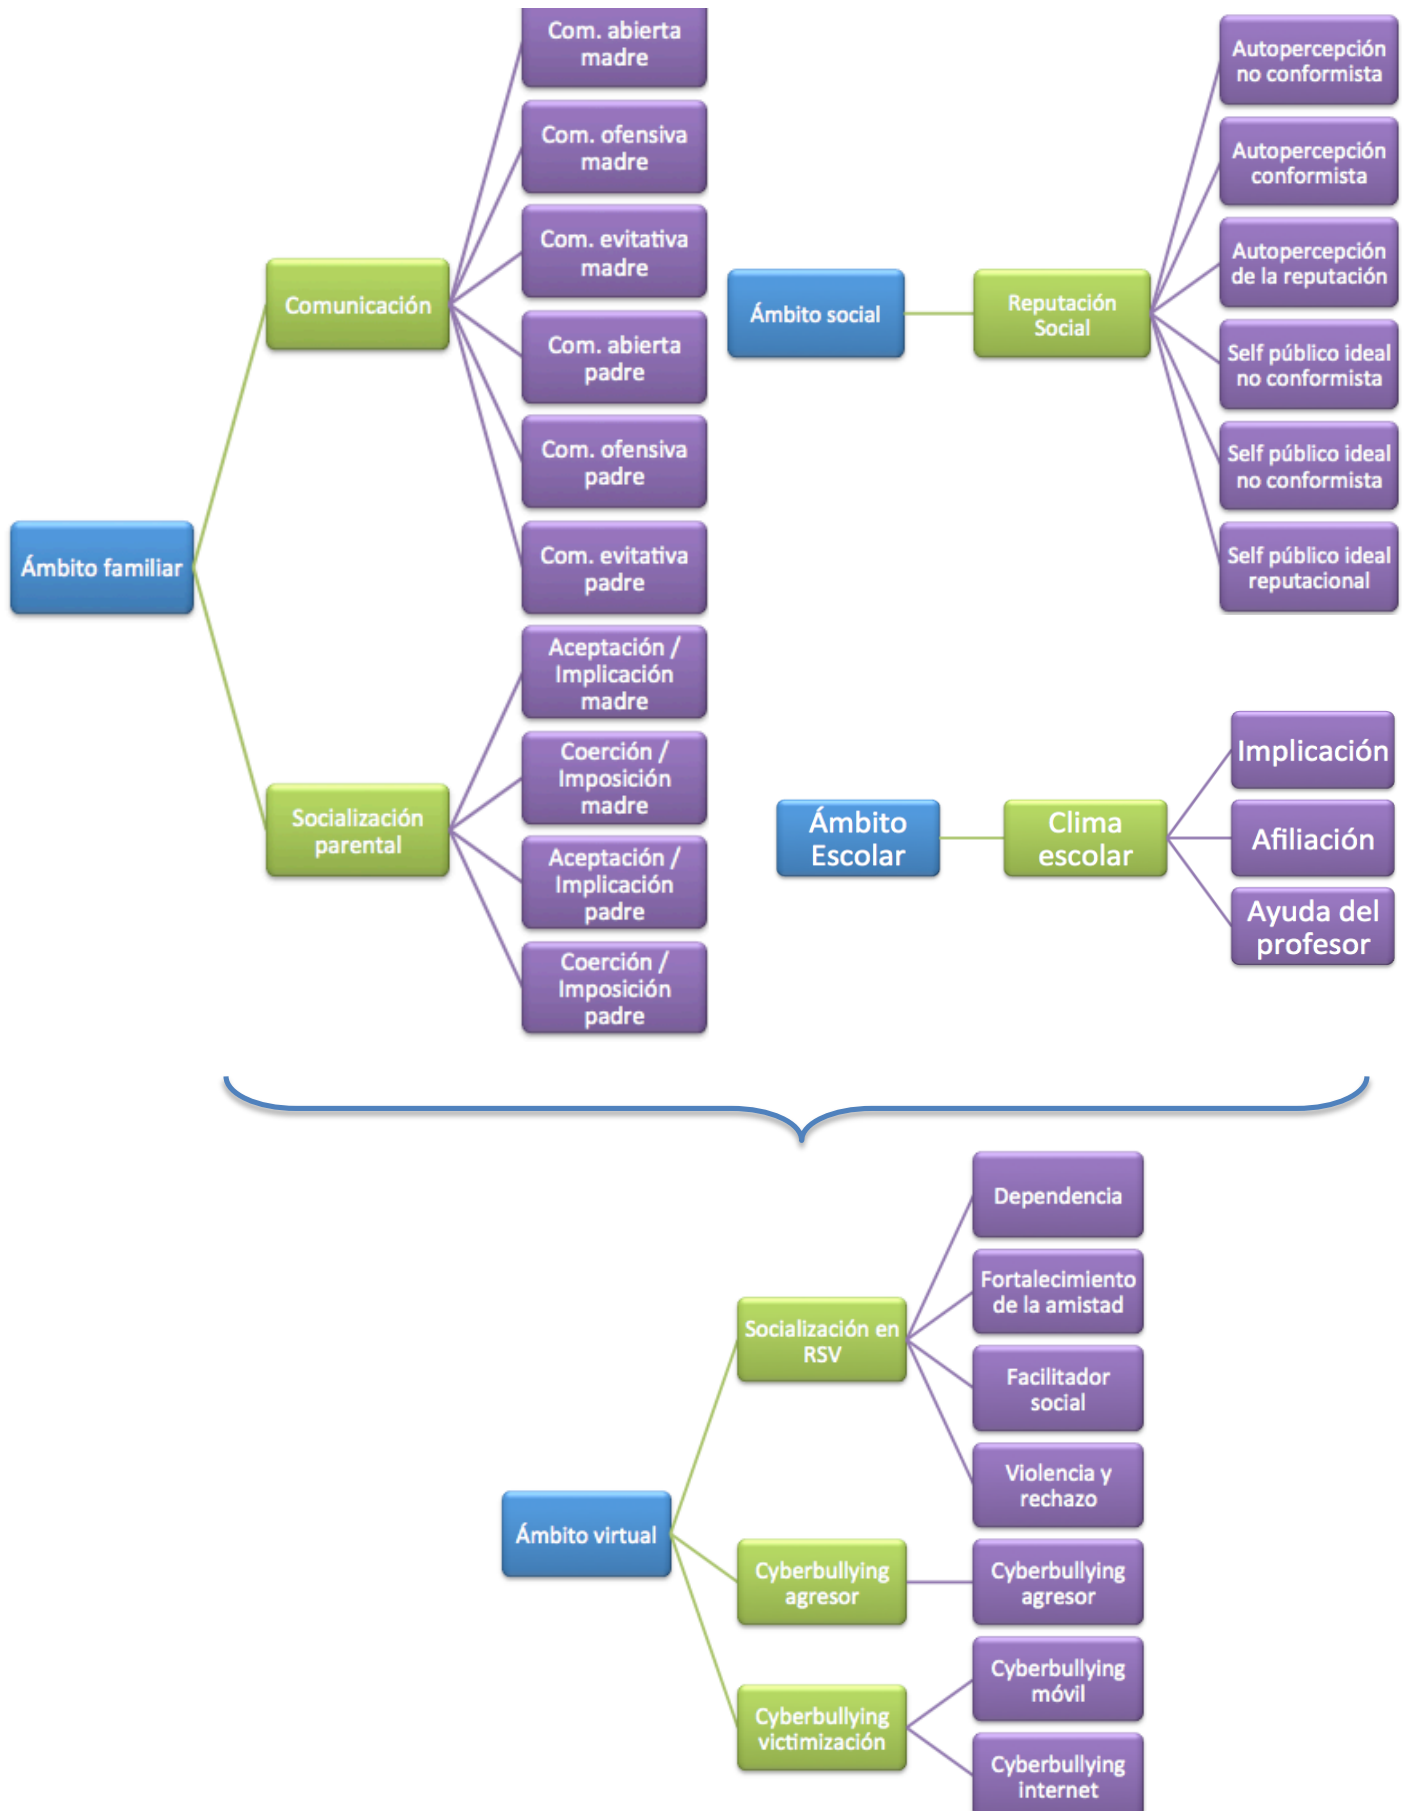 Ámbito familiar
Comunicación
Com. abierta
madre
Com. ofensiva
madre
Com. evitativa
madre
Com. abierta
padre
Com. ofensiva
padre
Com. evitativa
padre
Socialización
parental
Aceptación /
Implicación
madre
Coerción /
Imposición
madre
Aceptación /
Implicación
padre
Coerción /
Imposición
padre
Ámbito social
Reputación
Social
Autopercepción
no conformista
Autopercepción
conformista
Autopercepción
de la reputación
Self público ideal
no conformista
Self público ideal
no conformista
Self público ideal
reputacional
Ámbito
Escolar
Clima
escolar
Implicación
Afiliación
Ayuda del
profesor
Ámbito virtual
Socialización en
RSV
Dependencia
Fortalecimiento
de la amistad
Facilitador
social
Violencia y
rechazo
Cyberbullying
agresor
Cyberbullying
agresor
Cyberbullying
victimización
Cyberbullying
móvil
Cyberbullying
internet